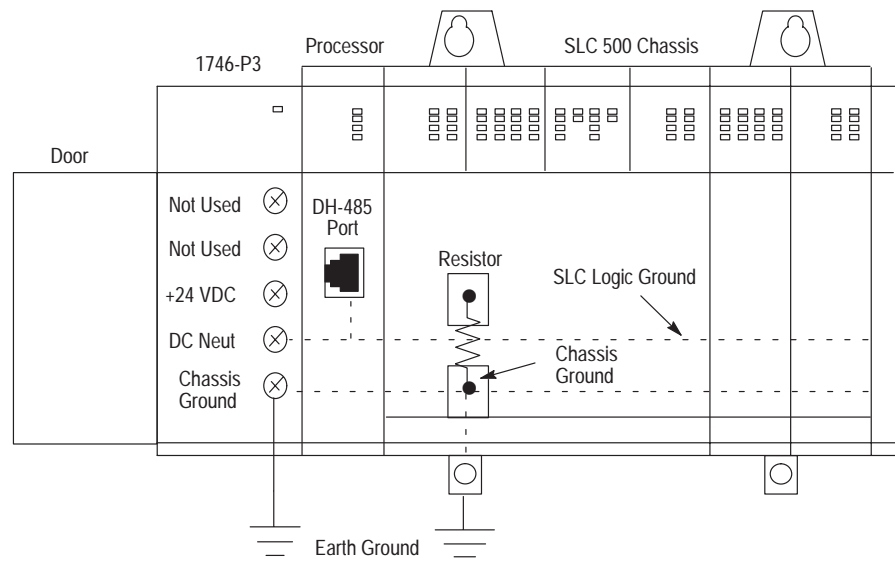 Processor
SLC 500 Chassis
1746-P3
Door
Not Used
DH-485
Port
Not Used
Resistor
+24 VDC
SLC Logic Ground
DC Neut
Chassis
Ground
Chassis
Ground
Earth Ground